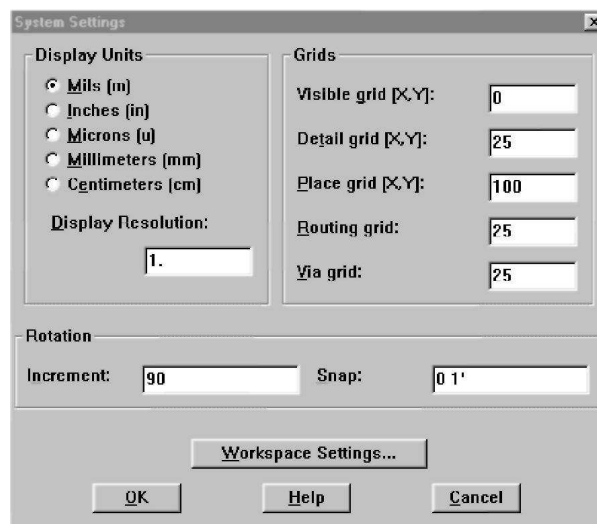 System Settings
Display Units
Mils (m)
Inches (in)
Microns (u)
Millimeters (mm)
Centimeters (cm)
Display Resolution:
1.
Grids
Visible grid [X,Y]: 0
Detail grid [X,Y]: 25
Place grid [X,Y]: 100
Routing grid: 25
Via grid: 25
Rotation
Increment: 90 Snap: 0 1'
Workspace Settings...
OK Help Cancel